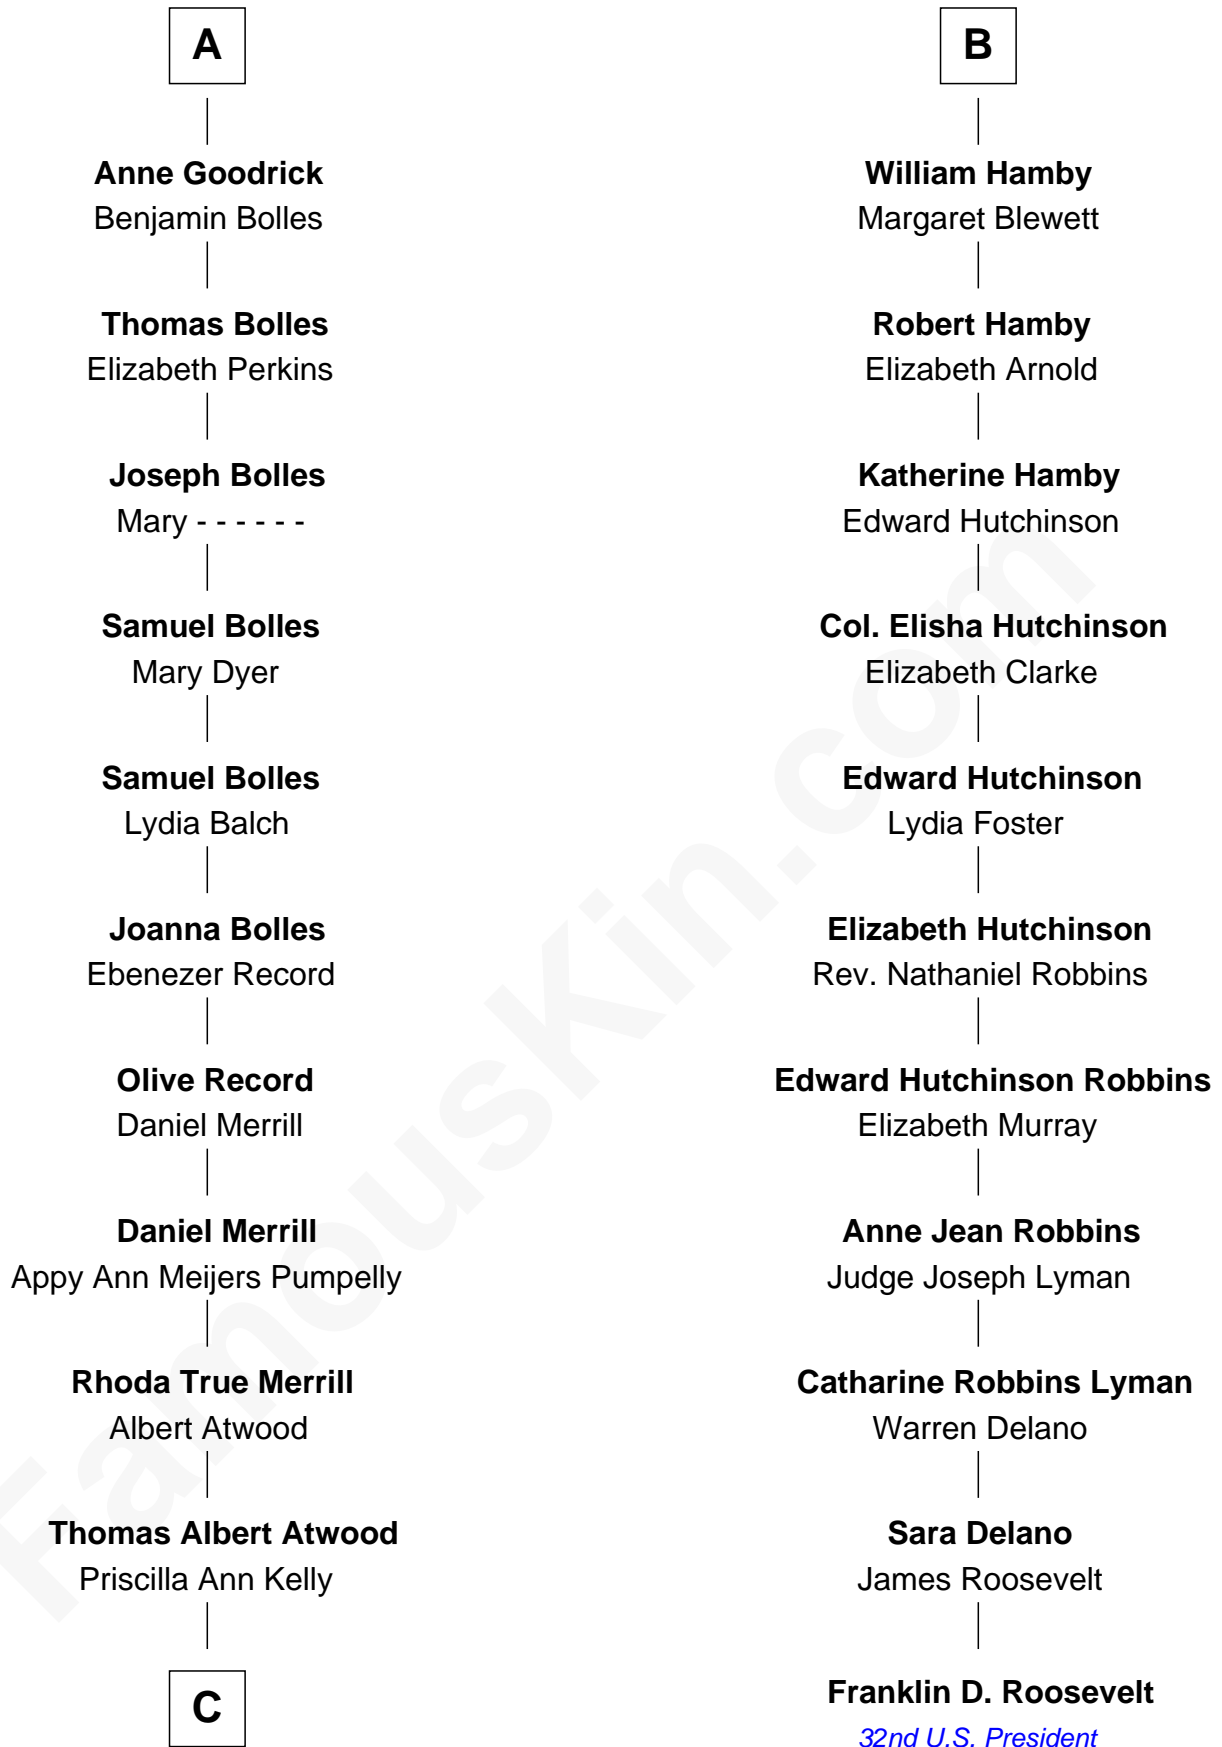 A
Anne Goodrick
Benjamin Bolles
Thomas Bolles
Elizabeth Perkins
Joseph Bolles
Mary - - - - - -
Samuel Bolles
Mary Dyer
Samuel Bolles
Lydia Balch
Joanna Bolles
Ebenezer Record
Olive Record
Daniel Merrill
Daniel Merrill
Appy Ann Meijers Pumpelly
Rhoda True Merrill
Albert Atwood
Thomas Albert Atwood
Priscilla Ann Kelly
C
B
William Hamby
Margaret Blewett
Robert Hamby
Elizabeth Arnold
Katherine Hamby
Edward Hutchinson
Col. Elisha Hutchinson
Elizabeth Clarke
Edward Hutchinson
Lydia Foster
Elizabeth Hutchinson
Rev. Nathaniel Robbins
Edward Hutchinson Robbins
Elizabeth Murray
Anne Jean Robbins
Judge Joseph Lyman
Catharine Robbins Lyman
Warren Delano
Sara Delano
James Roosevelt
Franklin D. Roosevelt
32nd U.S. President
FamousKin.com